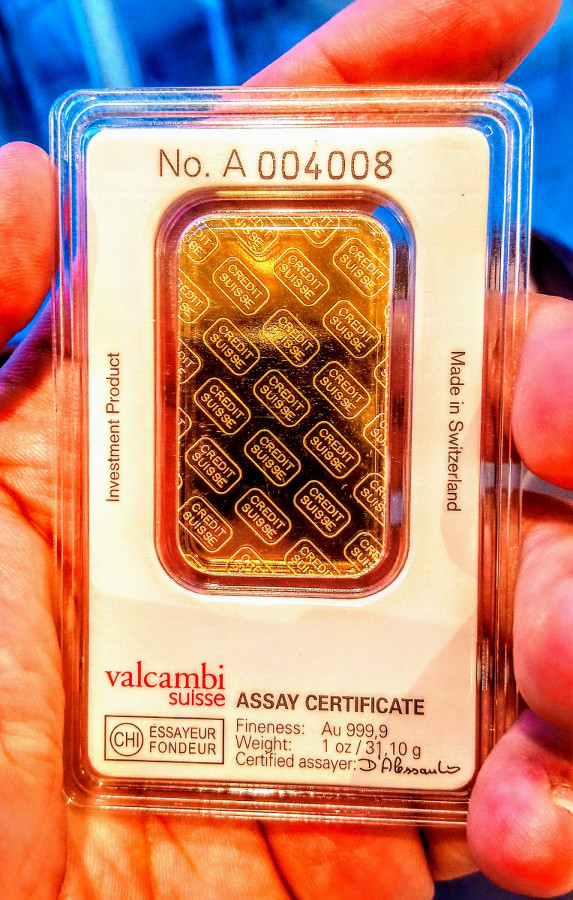 No. A 004008
CREDIT
SUISSE
Investment Product
Made in Switzerland
valcambi
suisse
ASSAY CERTIFICATE
CHI
ÉSSAYEUR
FONDEUR
Fineness: Au 999,9
Weight: 1 oz / 31,10 g
Certified assayer: